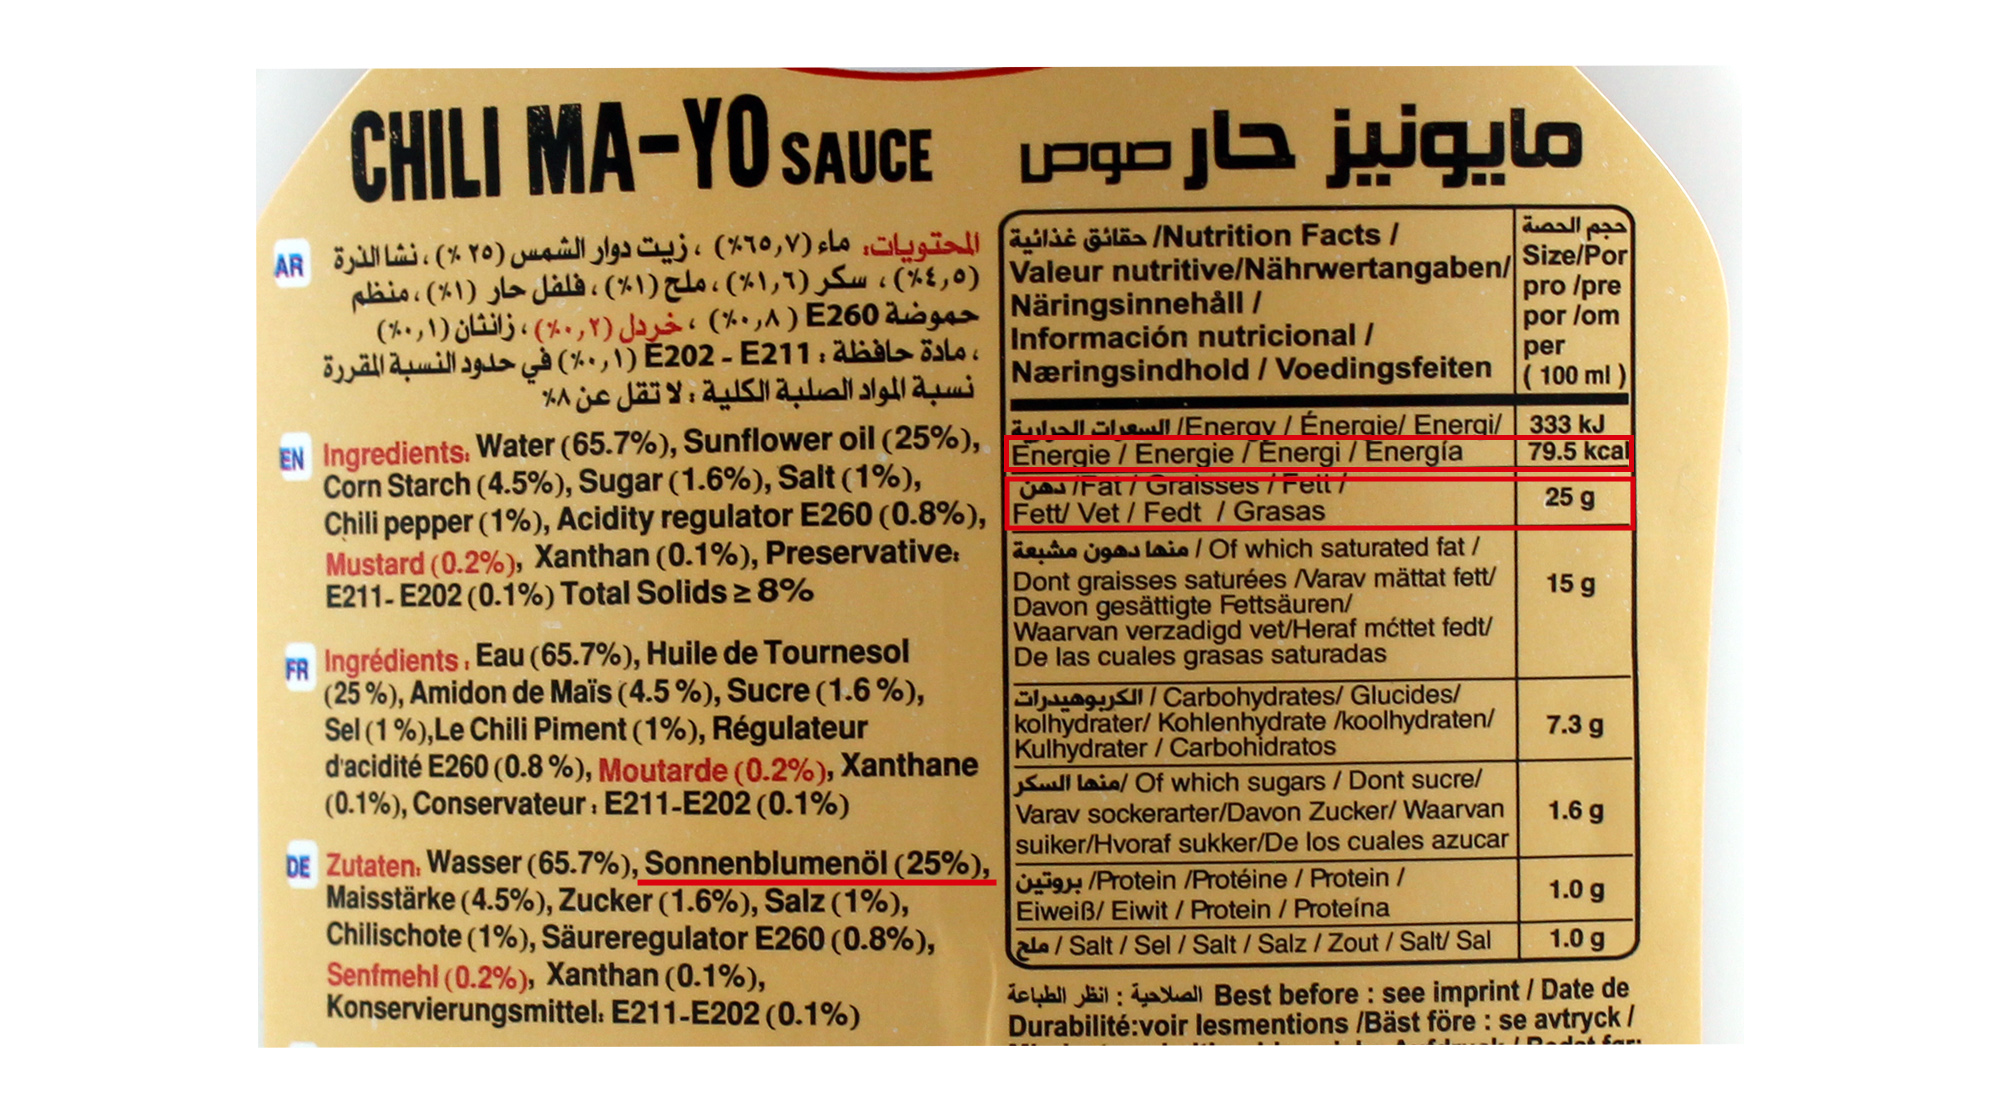 CHILI MA-YO SAUCE
مايونيز حار صوص
AR
المحتويات: ماء (٦٥,٧٪) ، زيت دوار الشمس (٢٥ ٪) ، نشا الذرة
(٤,٥٪) ، سكر (١,٦٪) ، ملح (١٪) ، فلفل حار (١٪) ، منظم
حموضة E260 (٠,٨٪) ، خردل (٠,٢٪) ، زانثان (٠,١٪)
، مادة حافظة : E202 - E211 (٠,١٪) في حدود النسبة المقررة
نسبة المواد الصلبة الكلية : لا تقل عن ٨٪
EN
Ingredients: Water (65.7%), Sunflower oil (25%),
Corn Starch (4.5%), Sugar (1.6%), Salt (1%),
Chili pepper (1%), Acidity regulator E260 (0.8%),
Mustard (0.2%), Xanthan (0.1%), Preservative:
E211- E202 (0.1%) Total Solids ≥ 8%
FR
Ingrédients : Eau (65.7%), Huile de Tournesol
(25 %), Amidon de Maïs (4.5 %), Sucre (1.6 %),
Sel (1 %),Le Chili Piment (1%), Régulateur
d'acidité E260 (0.8 %), Moutarde (0.2%), Xanthane
(0.1%), Conservateur : E211-E202 (0.1%)
DE
Zutaten: Wasser (65.7%), Sonnenblumenöl (25%),
Maisstärke (4.5%), Zucker (1.6%), Salz (1%),
Chilischote (1%), Säureregulator E260 (0.8%),
Senfmehl (0.2%), Xanthan (0.1%),
Konservierungsmittel: E211-E202 (0.1%)
حقائق غذائية /Nutrition Facts /
Valeur nutritive/Nährwertangaben/
Näringsinnehåll /
Información nutricional /
Næringsindhold / Voedingsfeiten
حجم الحصة
Size/Por
pro /pre
por /om
per
( 100 ml )
السعرات الحرارية /Energy / Énergie/ Energi/ 333 kJ
Energie / Energie / Energi / Energía 79.5 kcal
دهن /Fat / Graisses / Fett /
Fett/ Vet / Fedt / Grasas 25 g
منها دهون مشبعة / Of which saturated fat /
Dont graisses saturées /Varav mättat fett/
Davon gesättigte Fettsäuren/ 15 g
Waarvan verzadigd vet/Heraf mćttet fedt/
De las cuales grasas saturadas
الكربوهيدرات / Carbohydrates/ Glucides/
kolhydrater/ Kohlenhydrate /koolhydraten/ 7.3 g
Kulhydrater / Carbohidratos
منها السكر/ Of which sugars / Dont sucre/
Varav sockerarter/Davon Zucker/ Waarvan 1.6 g
suiker/Hvoraf sukker/De los cuales azucar
بروتين /Protein /Protéine / Protein /
Eiweiß/ Eiwit / Protein / Proteína 1.0 g
ملح / Salt / Sel / Salt / Salz / Zout / Salt/ Sal 1.0 g
الصلاحية : انظر الطباعة Best before : see imprint / Date de
Durabilité:voir lesmentions /Bäst före : se avtryck /